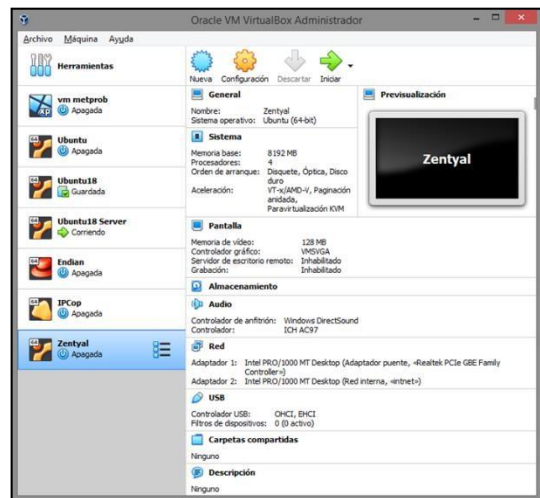 Oracle VM VirtualBox Administrador
Archivo Máquina Ayuda
Herramientas
vm metprob
Apagada
Ubuntu
Apagada
Ubuntu18
Guardada
Ubuntu18 Server
Corriendo
Endian
Apagada
IPCop
Apagada
Zentyal
Apagada
Nueva Configuración Descartar Iniciar
General
Nombre: Zentyal
Sistema operativo: Ubuntu (64-bit)
Sistema
Memoria base: 8192 MB
Procesadores: 4
Orden de arranque: Disquete, Óptica, Disco
duro
Aceleración: VT-x/AMD-V, Paginación
anidada,
Paravirtualización KVM
Previsualización
Zentyal
Pantalla
Memoria de vídeo: 128 MB
Controlador gráfico: VMSVGA
Servidor de escritorio remoto: Inhabilitado
Grabación: Inhabilitado
Almacenamiento
Audio
Controlador de anfitrión: Windows DirectSound
Controlador: ICH AC97
Red
Adaptador 1: Intel PRO/1000 MT Desktop (Adaptador puente, «Realtek PCIe GBE Family
Controller»)
Adaptador 2: Intel PRO/1000 MT Desktop (Red interna, «intnet»)
USB
Controlador USB: OHCI, EHCI
Filtros de dispositivos: 0 (0 activo)
Carpetas compartidas
Ninguno
Descripción
Ninguno